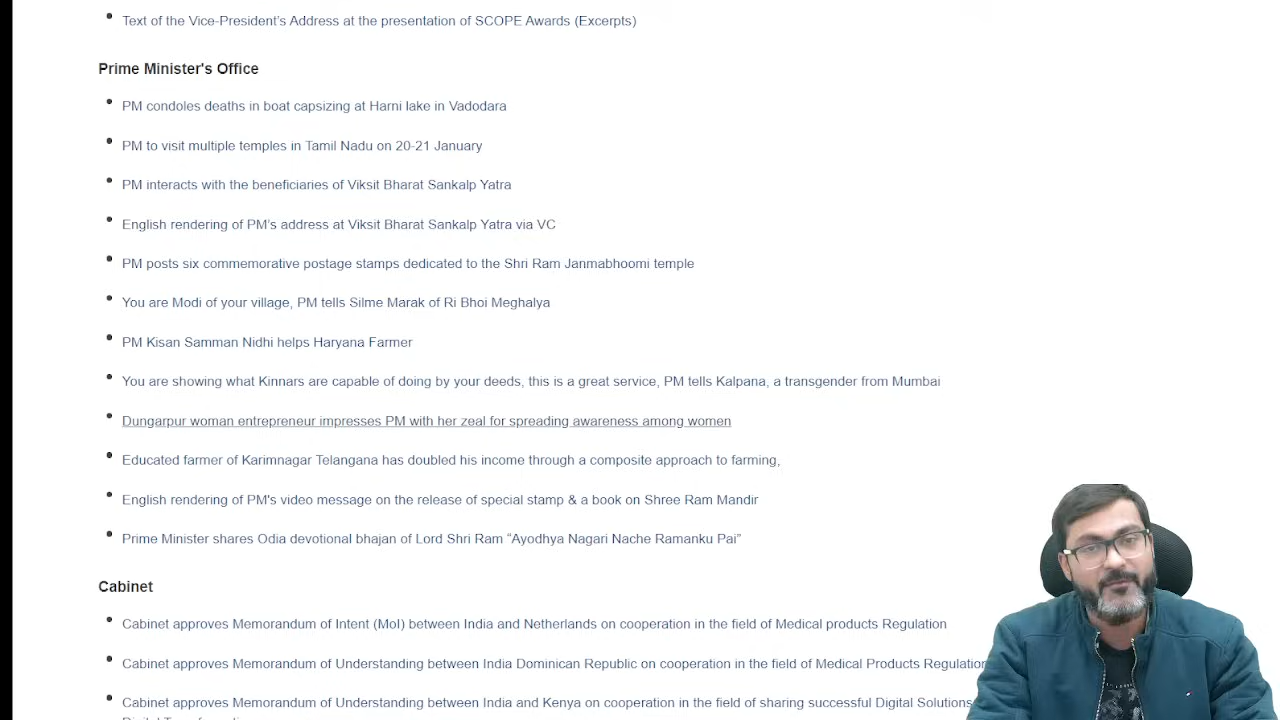 Text of the Vice-President's Address at the presentation of SCOPE Awards (Excerpts)
Prime Minister's Office
PM condoles deaths in boat capsizing at Harni lake in Vadodara
PM to visit multiple temples in Tamil Nadu on 20-21 January
PM interacts with the beneficiaries of Viksit Bharat Sankalp Yatra
English rendering of PM's address at Viksit Bharat Sankalp Yatra via VC
PM posts six commemorative postage stamps dedicated to the Shri Ram Janmabhoomi temple
You are Modi of your village, PM tells Silme Marak of Ri Bhoi Meghalya
PM Kisan Samman Nidhi helps Haryana Farmer
You are showing what Kinnars are capable of doing by your deeds, this is a great service, PM tells Kalpana, a transgender from Mumbai
Dungarpur woman entrepreneur impresses PM with her zeal for spreading awareness among women
Educated farmer of Karimnagar Telangana has doubled his income through a composite approach to farming,
English rendering of PM's video message on the release of special stamp & a book on Shree Ram Mandir
Prime Minister shares Odia devotional bhajan of Lord Shri Ram “Ayodhya Nagari Nache Ramanku Pai”
Cabinet
Cabinet approves Memorandum of Intent (MoI) between India and Netherlands on cooperation in the field of Medical products Regulation
Cabinet approves Memorandum of Understanding between India Dominican Republic on cooperation in the field of Medical Products Regulation
Cabinet approves Memorandum of Understanding between India and Kenya on cooperation in the field of sharing successful Digital Solutions